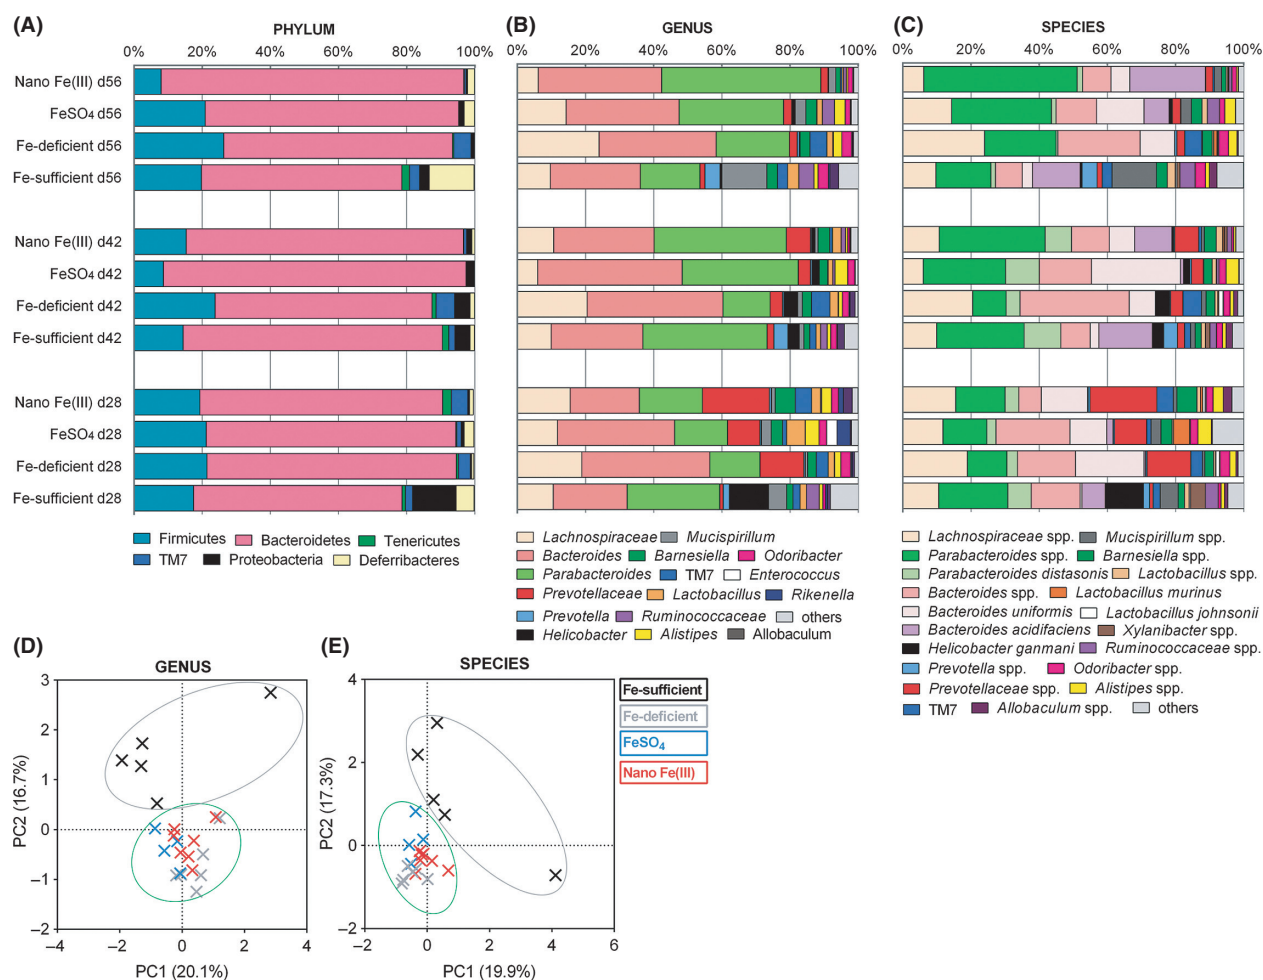 (A)
PHYLUM
0% 20% 40% 60% 80% 100%
Nano Fe(III) d56
FeSO₄ d56
Fe-deficient d56
Fe-sufficient d56
Nano Fe(III) d42
FeSO₄ d42
Fe-deficient d42
Fe-sufficient d42
Nano Fe(III) d28
FeSO₄ d28
Fe-deficient d28
Fe-sufficient d28
Firmicutes Bacteroidetes Tenericutes
TM7 Proteobacteria Deferribacteres
(B)
GENUS
0% 20% 40% 60% 80% 100%
Lachnospiraceae Mucispirillum
Bacteroides Barnesiella Odoribacter
Parabacteroides TM7 Enterococcus
Prevotellaceae Lactobacillus Rikenella
Prevotella Ruminococcaceae others
Helicobacter Alistipes Allobaculum
(C)
SPECIES
0% 20% 40% 60% 80% 100%
Lachnospiraceae spp. Mucispirillum spp.
Parabacteroides spp. Barnesiella spp.
Parabacteroides distasonis Lactobacillus spp.
Bacteroides spp. Lactobacillus murinus
Bacteroides uniformis Lactobacillus johnsonii
Bacteroides acidifaciens Xylanibacter spp.
Helicobacter ganmani Ruminococcaceae spp.
Prevotella spp. Odoribacter spp.
Prevotellaceae spp. Alistipes spp.
TM7 Allobaculum spp. others
(D)
GENUS
3
2
1
0
–1
–2
–4 –2 0 2 4
PC2 (16.7%)
PC1 (20.1%)
(E)
SPECIES
4
2
0
–2
–2 0 2 4 6
PC2 (17.3%)
PC1 (19.9%)
Fe-sufficient
Fe-deficient
FeSO₄
Nano Fe(III)